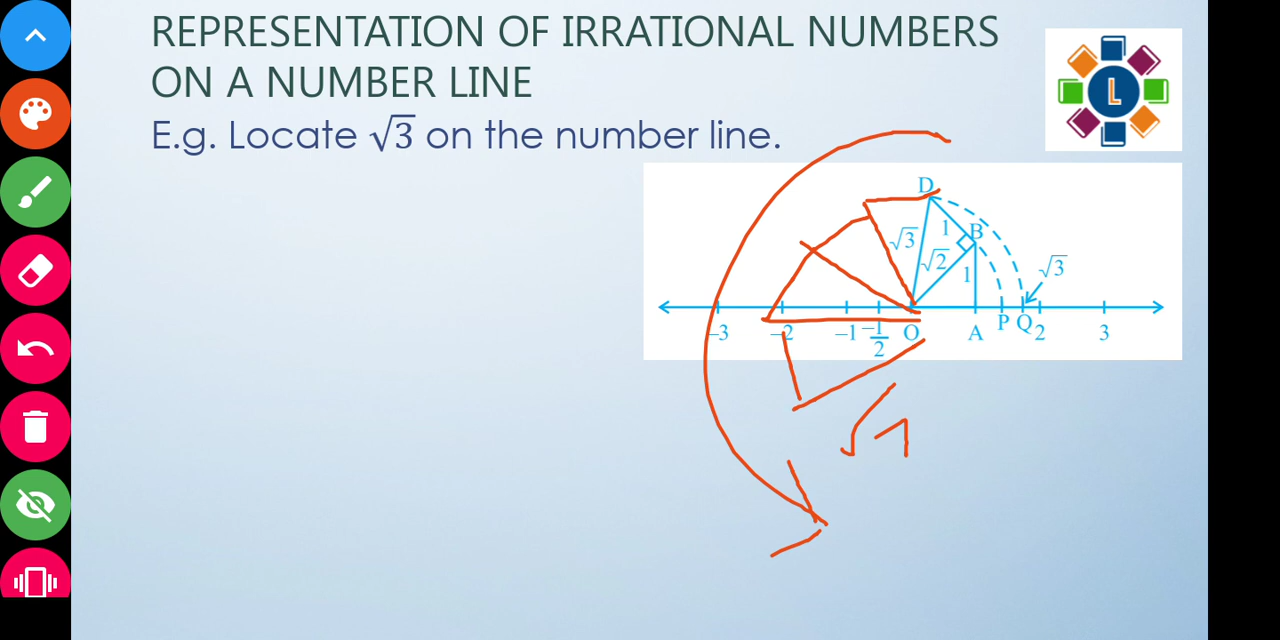 REPRESENTATION OF IRRATIONAL NUMBERS
ON A NUMBER LINE
E.g. Locate √3 on the number line.
L
D
√3 1 B
√2 1 √3
-3 -2 -1 -1/2 O A P Q 2 3
√7